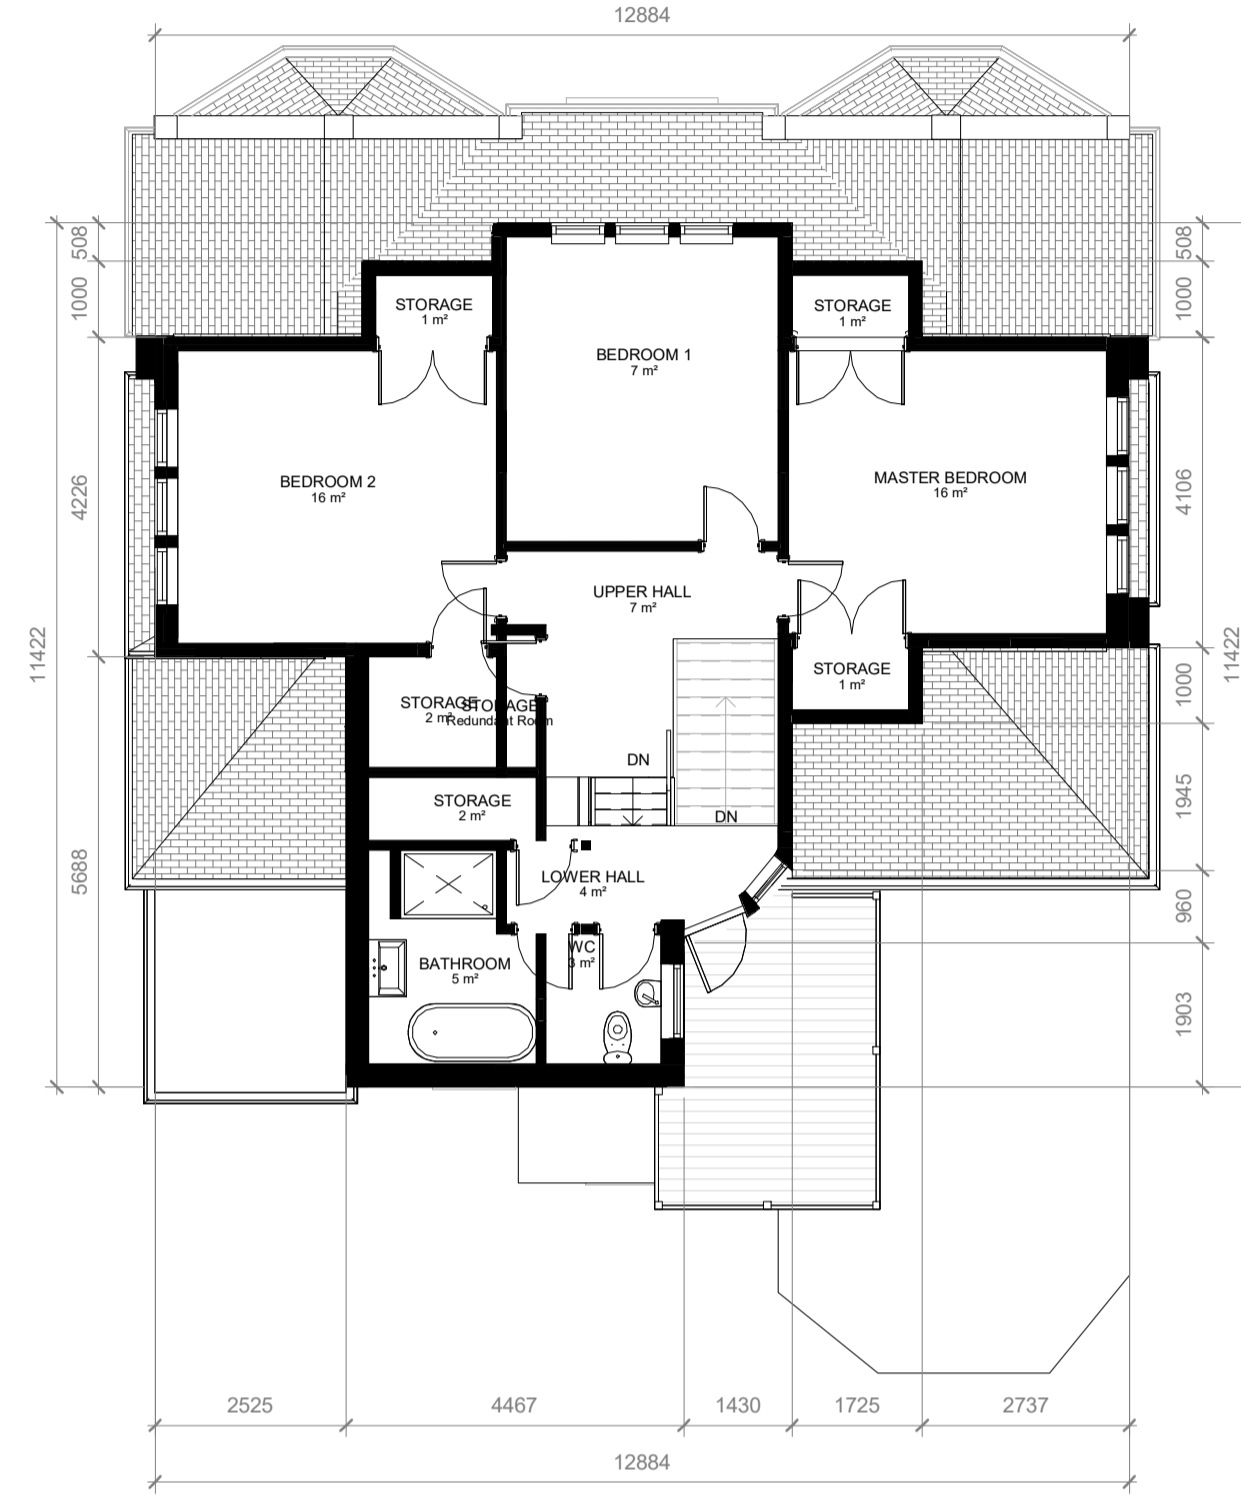 12884
508
1000
4226
11422
5688
508
1000
4106
11422
1000
1945
960
1903
STORAGE
1 m²
BEDROOM 1
7 m²
STORAGE
1 m²
BEDROOM 2
16 m²
MASTER BEDROOM
16 m²
UPPER HALL
7 m²
STORAGE
1 m²
STORAGE
2 m²
STORAGE
Redundant Room
DN
STORAGE
2 m²
DN
LOWER HALL
4 m²
WC
3 m²
BATHROOM
5 m²
2525
4467
1430
1725
2737
12884